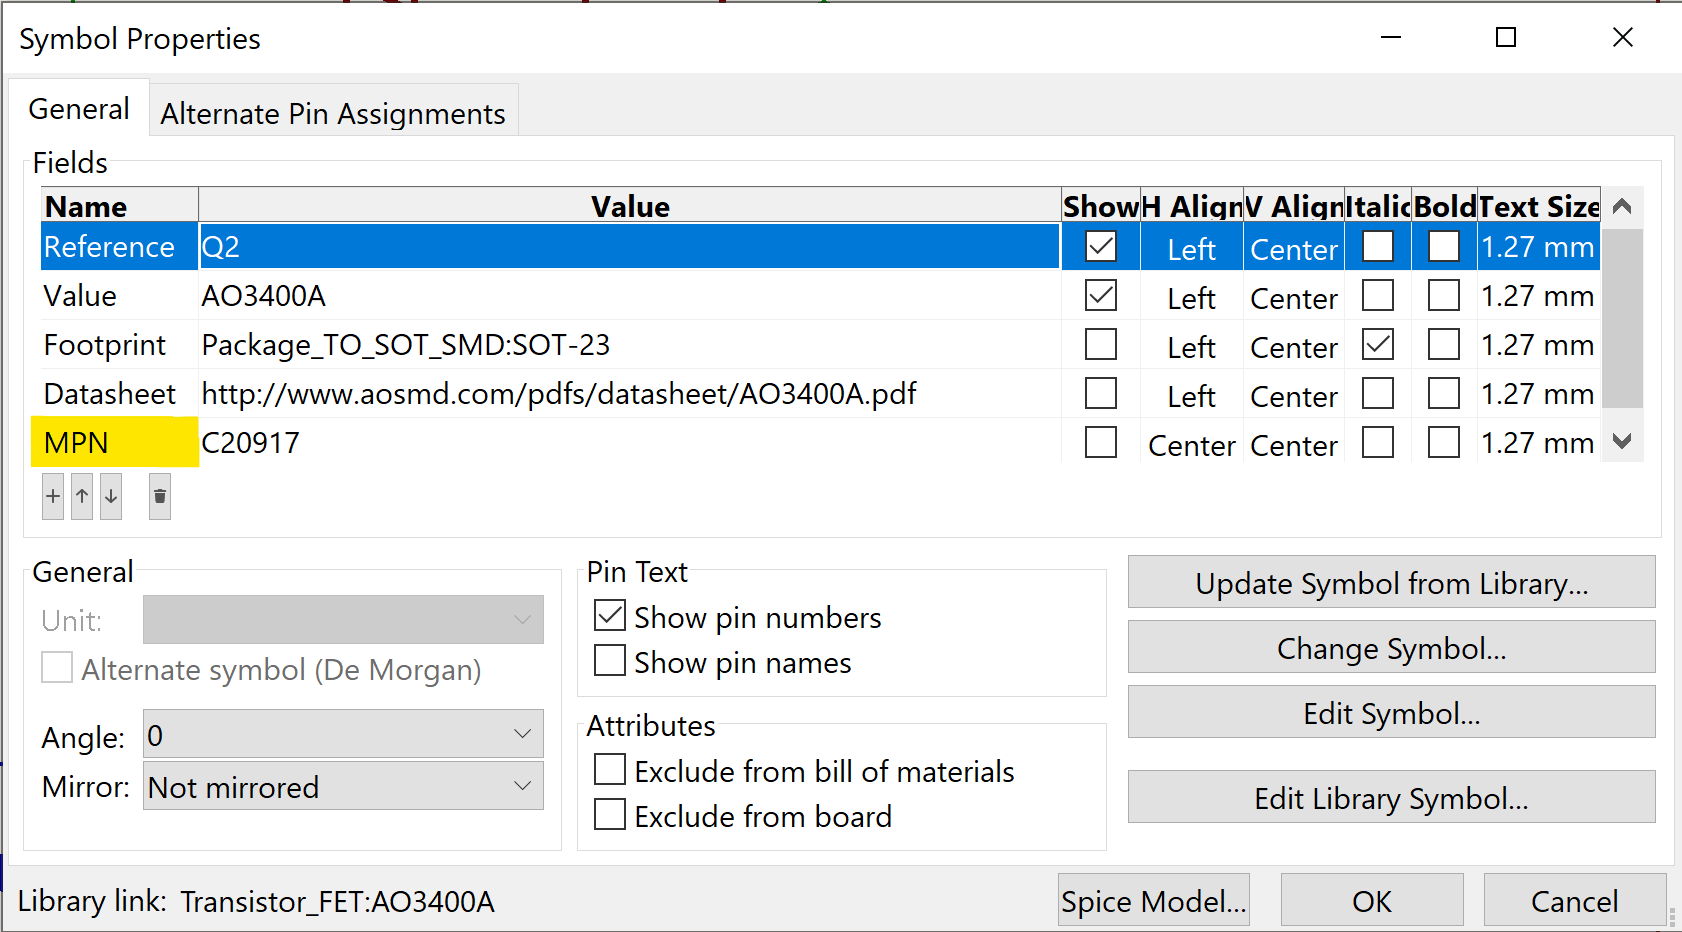 Symbol Properties
General
Alternate Pin Assignments
Fields
Name Value Show H Align V Align Italic Bold Text Size
Reference Q2 Left Center 1.27 mm
Value AO3400A Left Center 1.27 mm
Footprint Package_TO_SOT_SMD:SOT-23 Left Center 1.27 mm
Datasheet http://www.aosmd.com/pdfs/datasheet/AO3400A.pdf Left Center 1.27 mm
MPN C20917 Center Center 1.27 mm
General
Unit:
Alternate symbol (De Morgan)
Angle: 0
Mirror: Not mirrored
Pin Text
Show pin numbers
Show pin names
Attributes
Exclude from bill of materials
Exclude from board
Update Symbol from Library...
Change Symbol...
Edit Symbol...
Edit Library Symbol...
Library link: Transistor_FET:AO3400A
Spice Model...
OK
Cancel